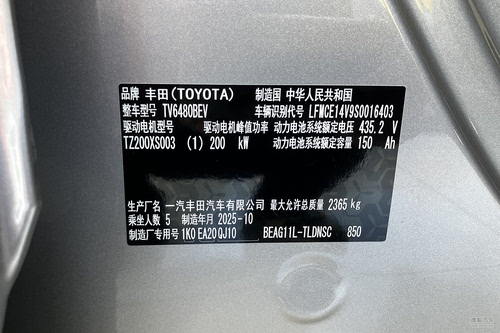 品牌 丰田(TOYOTA) 制造国 中华人民共和国
整车型号 TV6480BEV 车辆识别代号 LFMCE14V9S0016403
驱动电机型号 驱动电机峰值功率 动力电池系统额定电压 435.2 V
TZ200XS003 (1) 200 kW 动力电池系统额定容量 150 Ah
生产厂名 一汽丰田汽车有限公司 最大允许总质量 2365 kg
乘坐人数 5 制造年月 2025-10
制造厂专用号 1K0 EA20 QJ10 BEAG11L-TLDNSC 850